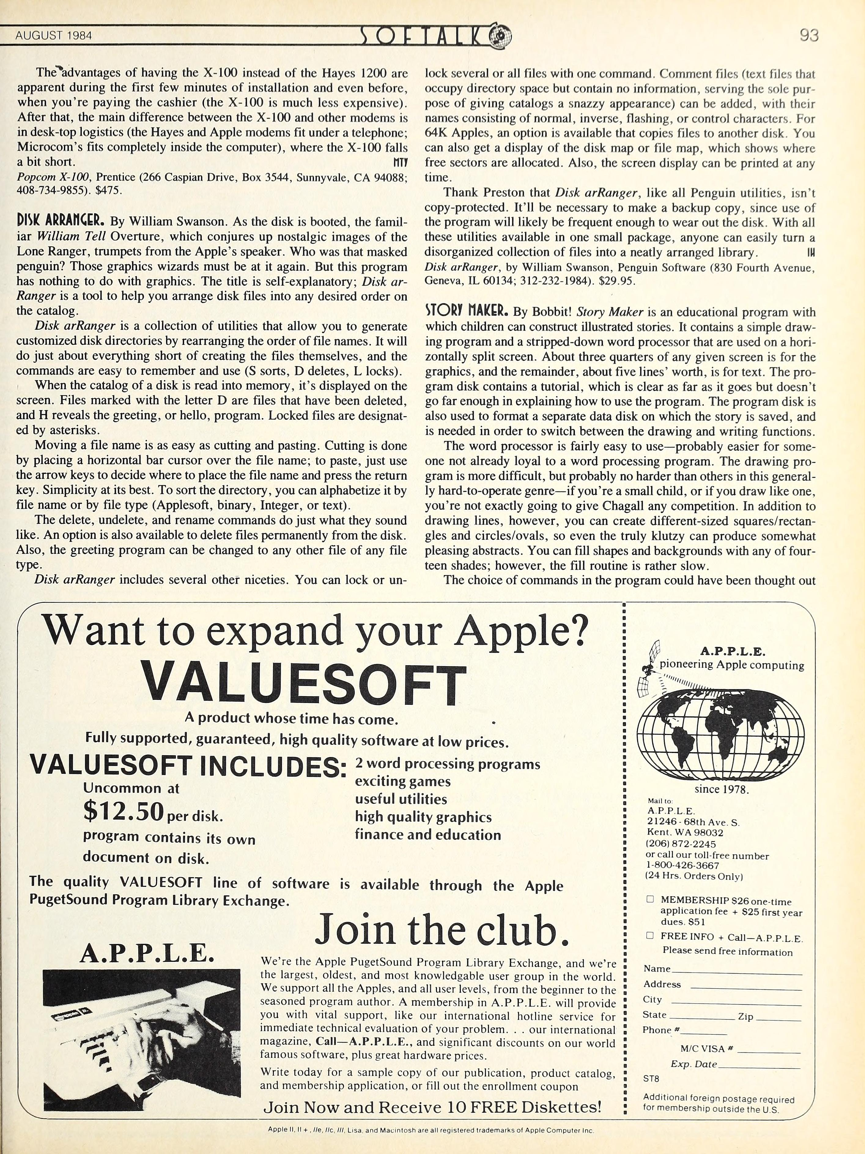 AUGUST 1984
SOFTALK
93
The advantages of having the X-100 instead of the Hayes 1200 are
apparent during the first few minutes of installation and even before,
when you're paying the cashier (the X-100 is much less expensive).
After that, the main difference between the X-100 and other modems is
in desk-top logistics (the Hayes and Apple modems fit under a telephone;
Microcom's fits completely inside the computer), where the X-100 falls
a bit short. MTY
Popcom X-100, Prentice (266 Caspian Drive, Box 3544, Sunnyvale, CA 94088;
408-734-9855). $475.
DISK ARRANGER. By William Swanson. As the disk is booted, the famil-
iar William Tell Overture, which conjures up nostalgic images of the
Lone Ranger, trumpets from the Apple's speaker. Who was that masked
penguin? Those graphics wizards must be at it again. But this program
has nothing to do with graphics. The title is self-explanatory; Disk ar-
Ranger is a tool to help you arrange disk files into any desired order on
the catalog.
Disk arRanger is a collection of utilities that allow you to generate
customized disk directories by rearranging the order of file names. It will
do just about everything short of creating the files themselves, and the
commands are easy to remember and use (S sorts, D deletes, L locks).
When the catalog of a disk is read into memory, it's displayed on the
screen. Files marked with the letter D are files that have been deleted,
and H reveals the greeting, or hello, program. Locked files are designat-
ed by asterisks.
Moving a file name is as easy as cutting and pasting. Cutting is done
by placing a horizontal bar cursor over the file name; to paste, just use
the arrow keys to decide where to place the file name and press the return
key. Simplicity at its best. To sort the directory, you can alphabetize it by
file name or by file type (Applesoft, binary, Integer, or text).
The delete, undelete, and rename commands do just what they sound
like. An option is also available to delete files permanently from the disk.
Also, the greeting program can be changed to any other file of any file
type.
Disk arRanger includes several other niceties. You can lock or un-
lock several or all files with one command. Comment files (text files that
occupy directory space but contain no information, serving the sole pur-
pose of giving catalogs a snazzy appearance) can be added, with their
names consisting of normal, inverse, flashing, or control characters. For
64K Apples, an option is available that copies files to another disk. You
can also get a display of the disk map or file map, which shows where
free sectors are allocated. Also, the screen display can be printed at any
time.
Thank Preston that Disk arRanger, like all Penguin utilities, isn't
copy-protected. It'll be necessary to make a backup copy, since use of
the program will likely be frequent enough to wear out the disk. With all
these utilities available in one small package, anyone can easily turn a
disorganized collection of files into a neatly arranged library.
Disk arRanger, by William Swanson, Penguin Software (830 Fourth Avenue,
Geneva, IL 60134; 312-232-1984). $29.95.
STORY MAKER. By Bobbit! Story Maker is an educational program with
which children can construct illustrated stories. It contains a simple draw-
ing program and a stripped-down word processor that are used on a hori-
zontally split screen. About three quarters of any given screen is for the
graphics, and the remainder, about five lines' worth, is for text. The pro-
gram disk contains a tutorial, which is clear as far as it goes but doesn't
go far enough in explaining how to use the program. The program disk is
also used to format a separate data disk on which the story is saved, and
is needed in order to switch between the drawing and writing functions.
The word processor is fairly easy to use—probably easier for some-
one not already loyal to a word processing program. The drawing pro-
gram is more difficult, but probably no harder than others in this general-
ly hard-to-operate genre—if you're a small child, or if you draw like one,
you're not exactly going to give Chagall any competition. In addition to
drawing lines, however, you can create different-sized squares/rectan-
gles and circles/ovals, so even the truly klutzy can produce somewhat
pleasing abstracts. You can fill shapes and backgrounds with any of four-
teen shades; however, the fill routine is rather slow.
The choice of commands in the program could have been thought out
Want to expand your Apple?
VALUESOFT
A product whose time has come.
Fully supported, guaranteed, high quality software at low prices.
VALUESOFT INCLUDES:
Uncommon at
$12.50 per disk.
program contains its own
document on disk.
2 word processing programs
exciting games
useful utilities
high quality graphics
finance and education
The quality VALUESOFT line of software is available through the Apple
PugetSound Program Library Exchange.
Join the club.
A.P.P.L.E.
We're the Apple PugetSound Program Library Exchange, and we're
the largest, oldest, and most knowledgable user group in the world.
We support all the Apples, and all user levels, from the beginner to the
seasoned program author. A membership in A.P.P.L.E. will provide
you with vital support, like our international hotline service for
immediate technical evaluation of your problem. . . our international
magazine, Call—A.P.P.L.E., and significant discounts on our world
famous software, plus great hardware prices.
Write today for a sample copy of our publication, product catalog,
and membership application, or fill out the enrollment coupon
Join Now and Receive 10 FREE Diskettes!
A.P.P.L.E.
pioneering Apple computing
since 1978.
Mail to:
A.P.P.L.E.
21246 - 68th Ave. S.
Kent. WA 98032
(206) 872-2245
or call our toll-free number
1-800-426-3667
(24 Hrs. Orders Only)
☐ MEMBERSHIP $26 one-time
application fee + $25 first year
dues. $51
☐ FREE INFO + Call—A.P.P.L.E.
Please send free information
Name
Address
City
State Zip
Phone #
M/C VISA #
Exp. Date
ST8
Additional foreign postage required
for membership outside the U.S.
Apple II, II +, //e, //c, ///, Lisa, and Macintosh are all registered trademarks of Apple Computer Inc.